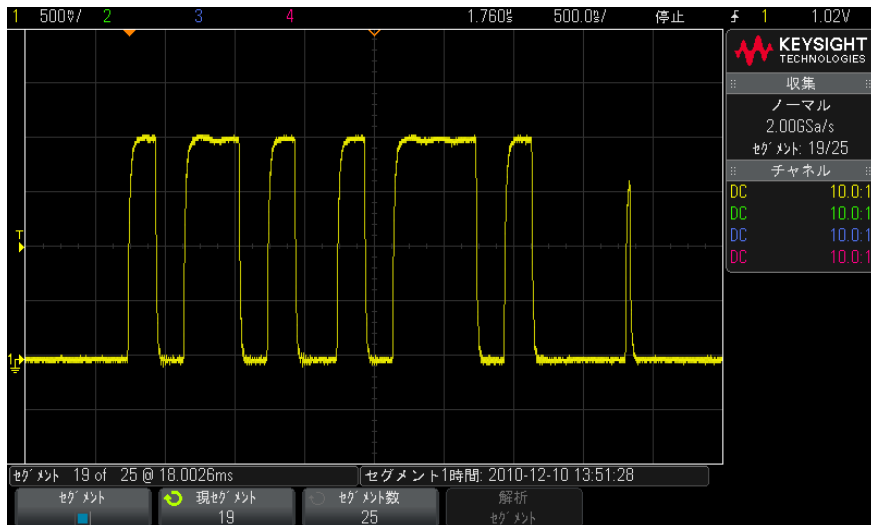 1 500㎷/ 2 3 4 1.760㎲ 500.0㎱/ 停止 1 1.02V
KEYSIGHT
TECHNOLOGIES
収集
ノーマル
2.00GSa/s
ｾｸﾞﾒﾝﾄ: 19/25
チャネル
DC 10.0:1
DC 10.0:1
DC 10.0:1
DC 10.0:1
T
1
ｾｸﾞﾒﾝﾄ 19 of 25 @ 18.0026ms
セグメント1時間: 2010-12-10 13:51:28
ｾｸﾞﾒﾝﾄ
現ｾｸﾞﾒﾝﾄ
19
ｾｸﾞﾒﾝﾄ数
25
解析
ｾｸﾞﾒﾝﾄ